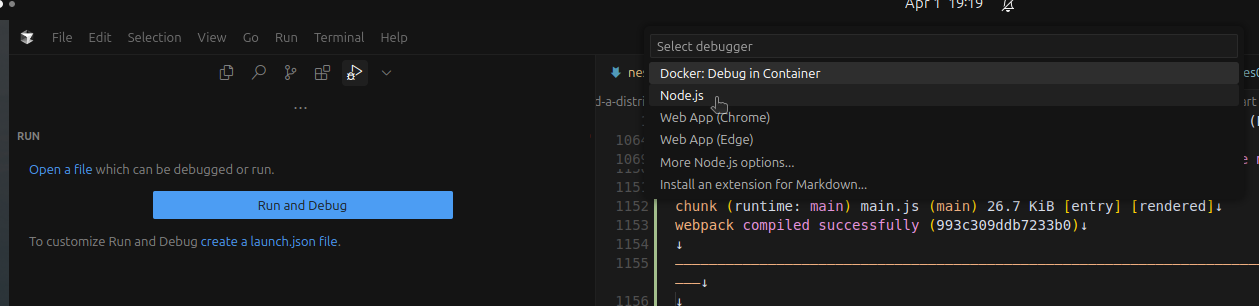 Apr 1 19:19
File Edit Selection View Go Run Terminal Help
Select debugger
Docker: Debug in Container
Node.js
Web App (Chrome)
Web App (Edge)
More Node.js options...
Install an extension for Markdown...
RUN
Open a file which can be debugged or run.
Run and Debug
To customize Run and Debug create a launch.json file.
nes
d-a-distri
art
1064
1069
1151
1152 chunk (runtime: main) main.js (main) 26.7 KiB [entry] [rendered]↓
1153 webpack compiled successfully (993c309ddb7233b0)↓
1154 ↓
1155
↓
1156 ↓